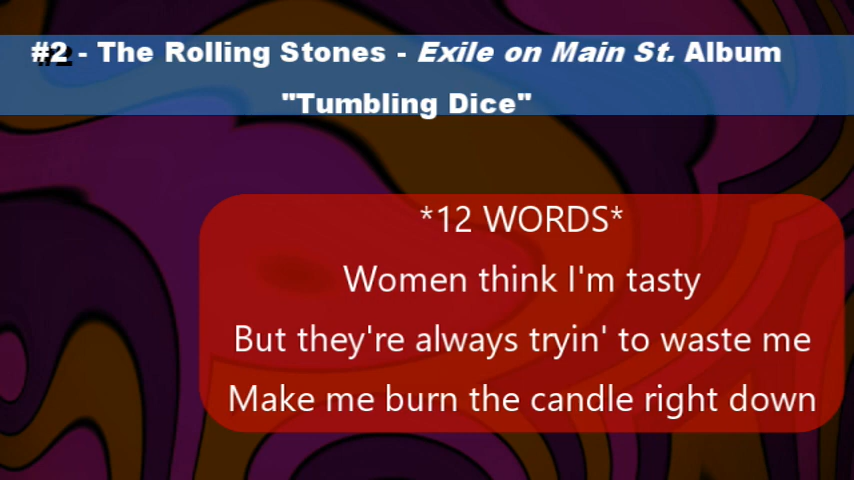 #2 - The Rolling Stones - Exile on Main St. Album
"Tumbling Dice"
*12 WORDS*
Women think I'm tasty
But they're always tryin' to waste me
Make me burn the candle right down